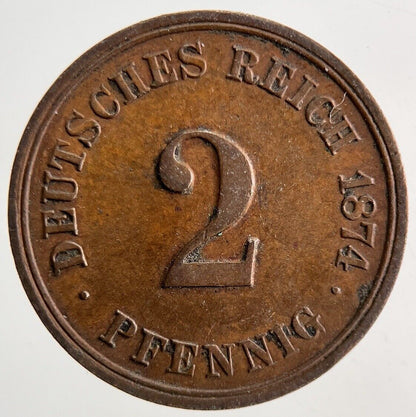 · DEUTSCHES REICH 1874 ·
2
PFENNIG